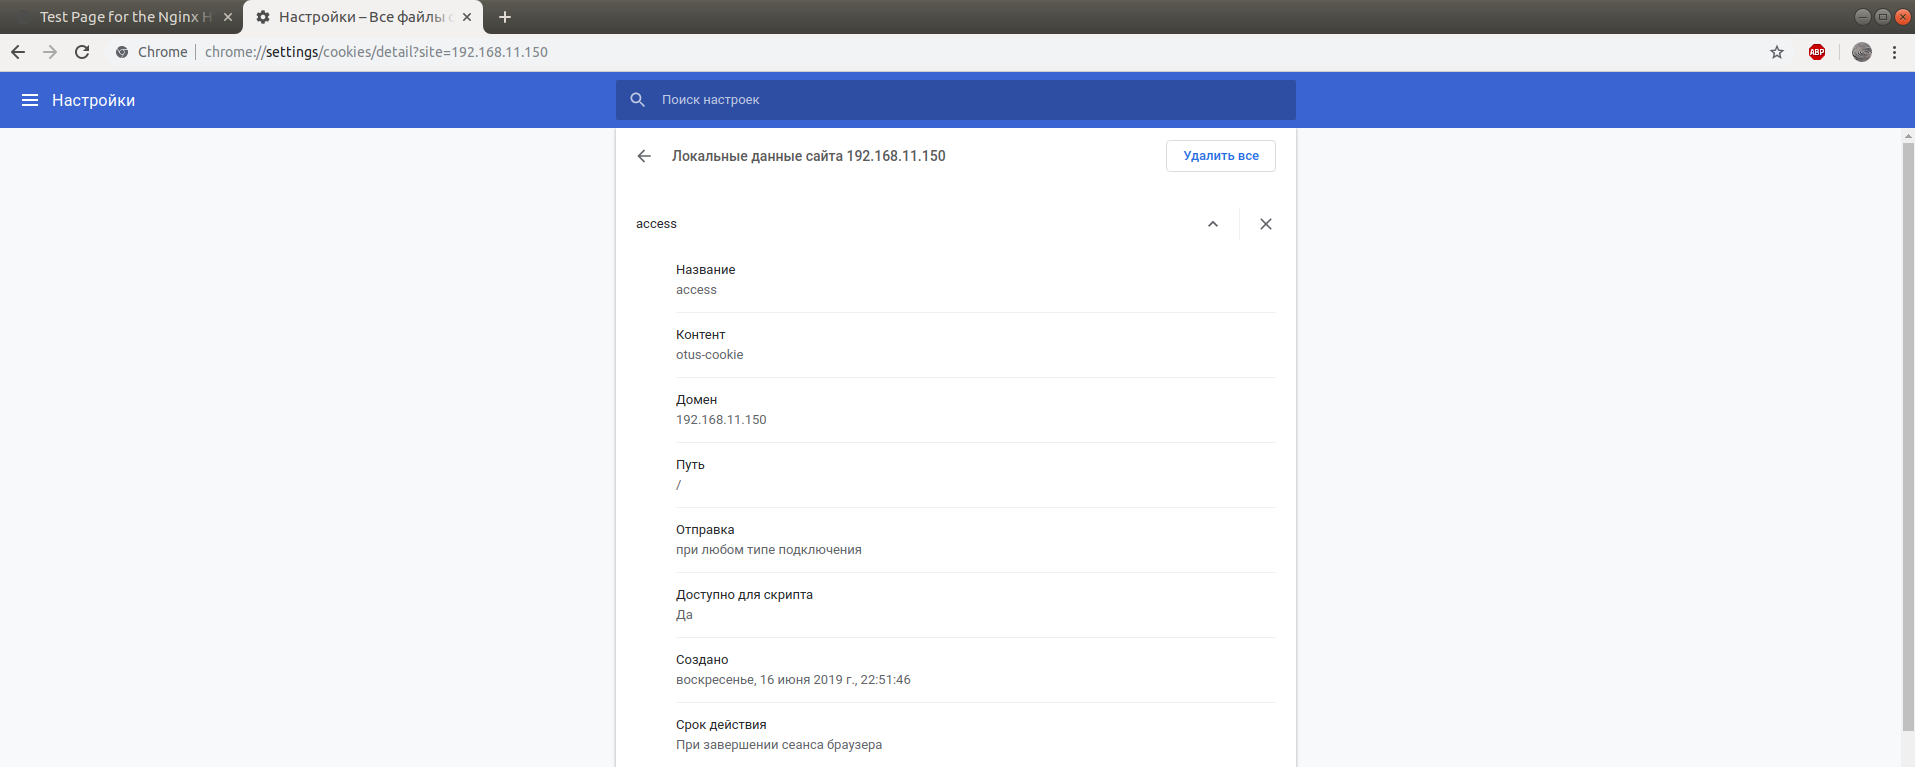 Test Page for the Nginx H
Настройки – Все файлы c
Chrome
chrome://settings/cookies/detail?site=192.168.11.150
ABP
Настройки
Поиск настроек
Локальные данные сайта 192.168.11.150
Удалить все
access
Название
access
Контент
otus-cookie
Домен
192.168.11.150
Путь
/
Отправка
при любом типе подключения
Доступно для скрипта
Да
Создано
воскресенье, 16 июня 2019 г., 22:51:46
Срок действия
При завершении сеанса браузера